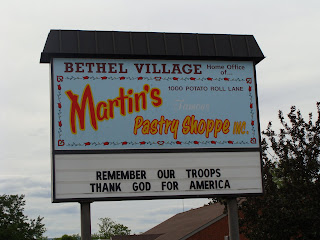 BETHEL VILLAGE Home Office of...
1000 POTATO ROLL LANE
Martin's
Famous
Pastry Shoppe INC.
REMEMBER OUR TROOPS
THANK GOD FOR AMERICA